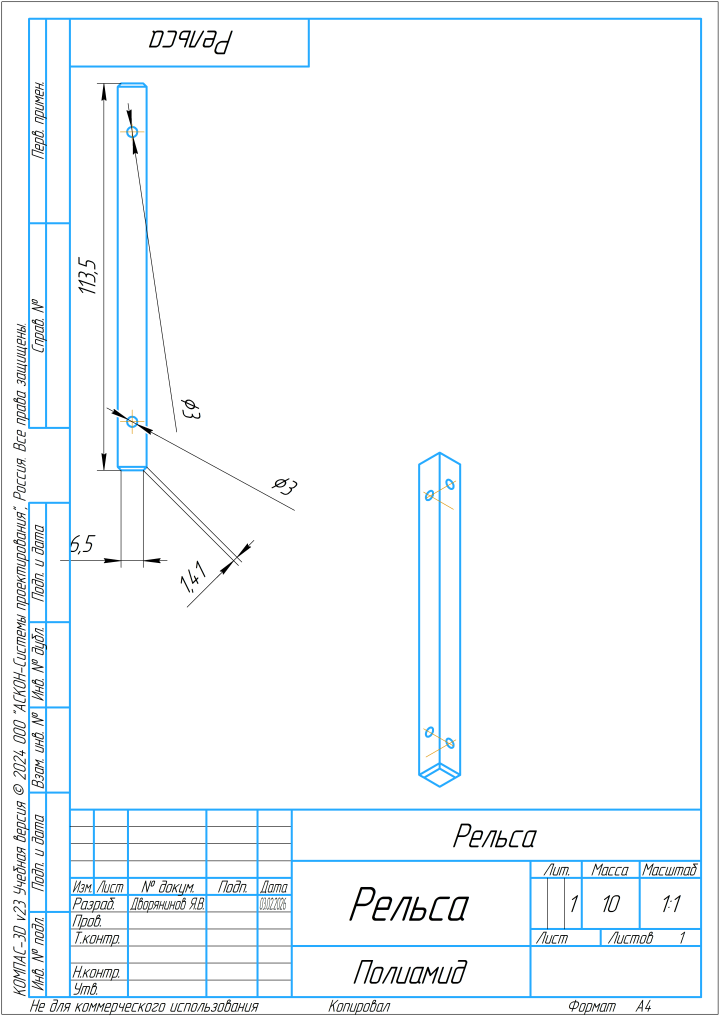 Рельса
Перв. примен.
Справ. №
Подп. и дата
Инв. № дубл.
Взам. инв. №
Подп. и дата
Инв. № подл.
КОМПАС-3D v23 Учебная версия © 2024 ООО "АСКОН-Системы проектирования", Россия. Все права защищены.
113,5
⌀3
⌀3
6,5
1,41
Рельса
Изм. Лист № докум. Подп. Дата
Разраб. Дворянинов Я.В. 03.02.2026
Пров.
Т.контр.
Н.контр.
Утв.
Рельса
Лит. Масса Масштаб
1 10 1:1
Лист Листов 1
Полиамид
Не для коммерческого использования Копировал Формат A4